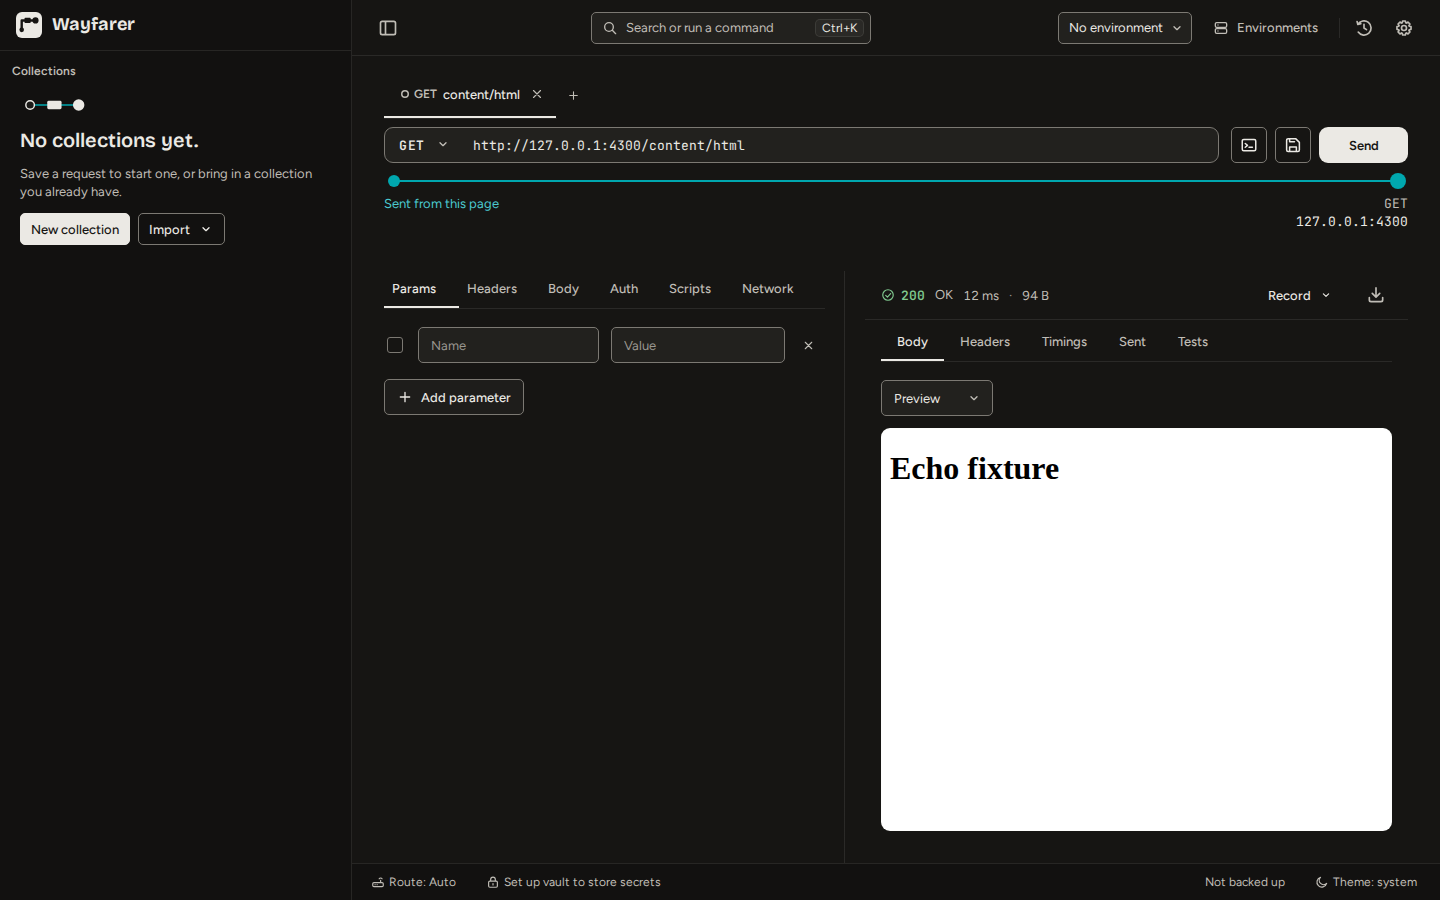 Wayfarer
Search or run a command
Ctrl+K
No environment
Environments
Collections
No collections yet.
Save a request to start one, or bring in a collection
you already have.
New collection
Import
GET content/html
GET
http://127.0.0.1:4300/content/html
Send
Sent from this page
GET
127.0.0.1:4300
Params
Headers
Body
Auth
Scripts
Network
Name
Value
Add parameter
200 OK 12 ms · 94 B
Record
Body
Headers
Timings
Sent
Tests
Preview
Echo fixture
Route: Auto
Set up vault to store secrets
Not backed up
Theme: system